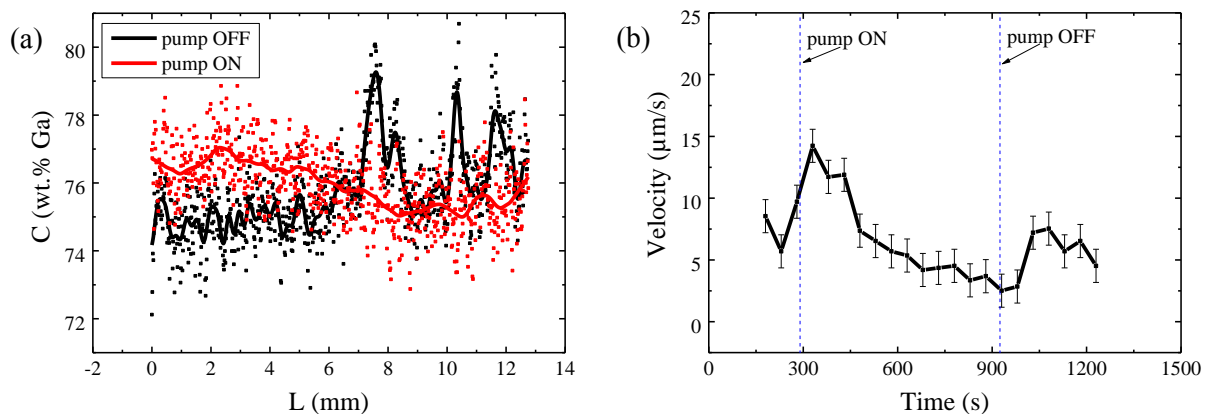 (a)
pump OFF
pump ON
C (wt.% Ga)
80
78
76
74
72
-2 0 2 4 6 8 10 12 14
L (mm)
(b)
pump ON
pump OFF
Velocity (μm/s)
25
20
15
10
5
0
0 300 600 900 1200 1500
Time (s)